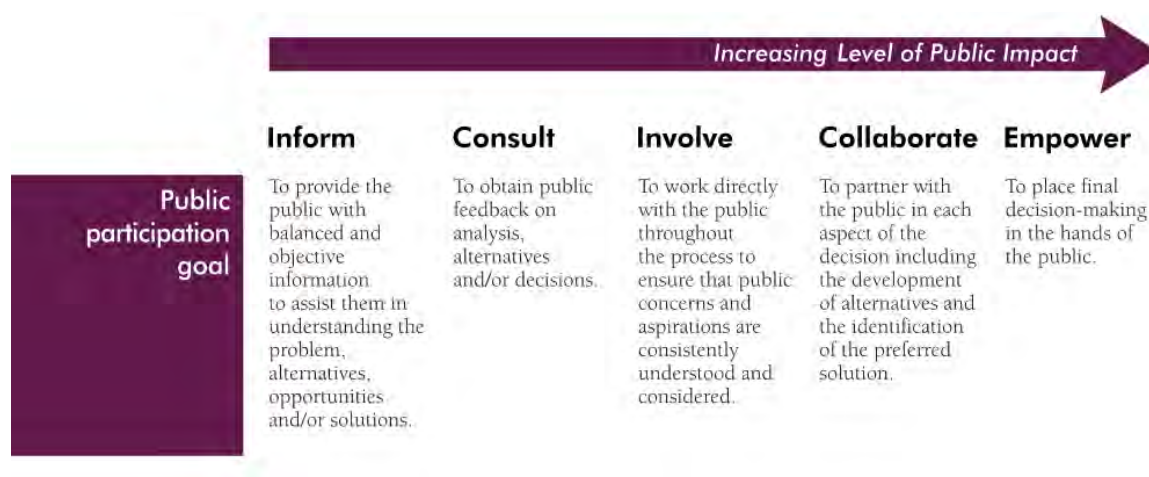 Increasing Level of Public Impact
Inform
Consult
Involve
Collaborate
Empower
Public
participation
goal
To provide the
public with
balanced and
objective
information
to assist them in
understanding the
problem,
alternatives,
opportunities
and/or solutions.
To obtain public
feedback on
analysis,
alternatives
and/or decisions.
To work directly
with the public
throughout
the process to
ensure that public
concerns and
aspirations are
consistently
understood and
considered.
To partner with
the public in each
aspect of the
decision including
the development
of alternatives and
the identification
of the preferred
solution.
To place final
decision-making
in the hands of
the public.